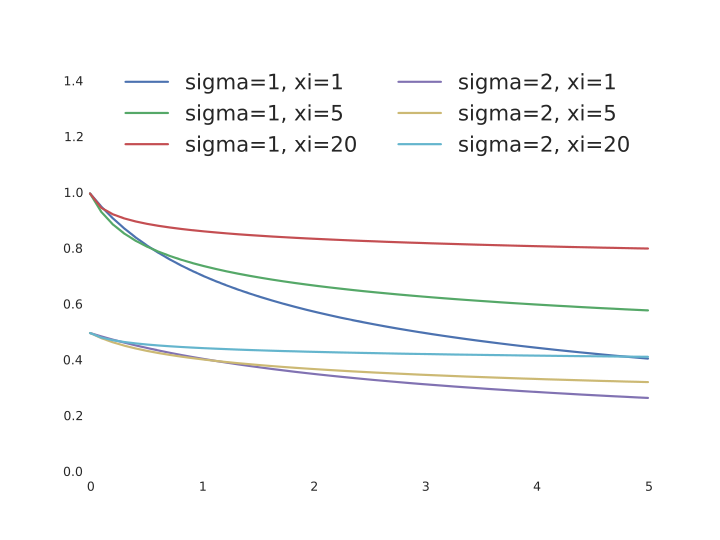 1.4
sigma=1, xi=1 sigma=2, xi=1
sigma=1, xi=5 sigma=2, xi=5
1.2
sigma=1, xi=20 sigma=2, xi=20
1.0
0.8
0.6
0.4
0.2
0.0
0 1 2 3 4 5